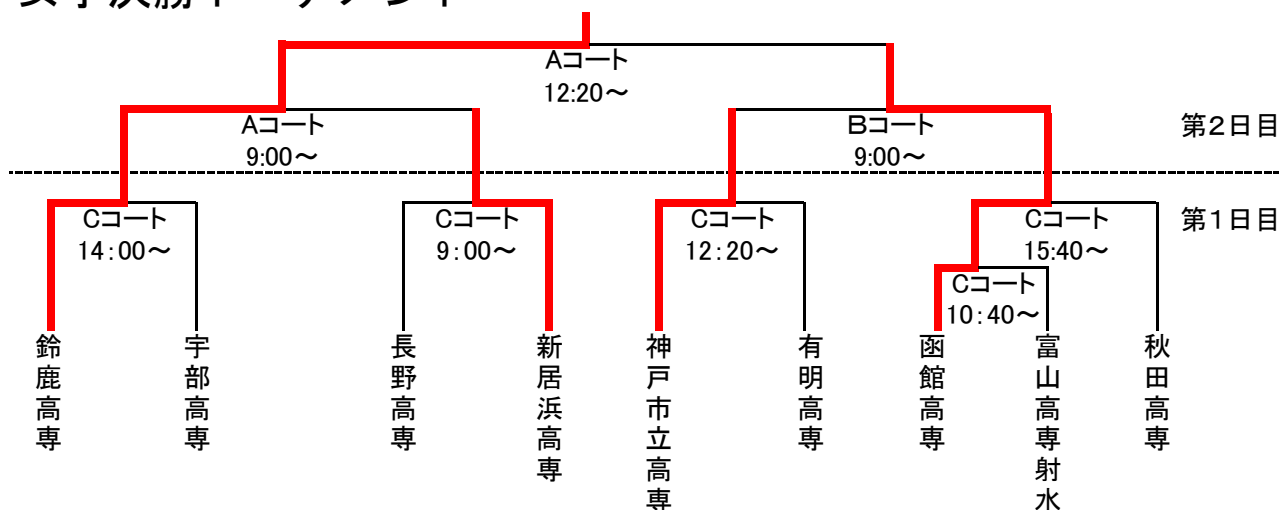 Aコート
12:20～
Aコート
9:00～
Bコート
9:00～
第2日目
Cコート
14:00～
Cコート
9:00～
Cコート
12:20～
Cコート
15:40～
第1日目
Cコート
10:40～
鈴鹿高専
宇部高専
長野高専
新居浜高専
神戸市立高専
有明高専
函館高専
富山高専射水
秋田高専